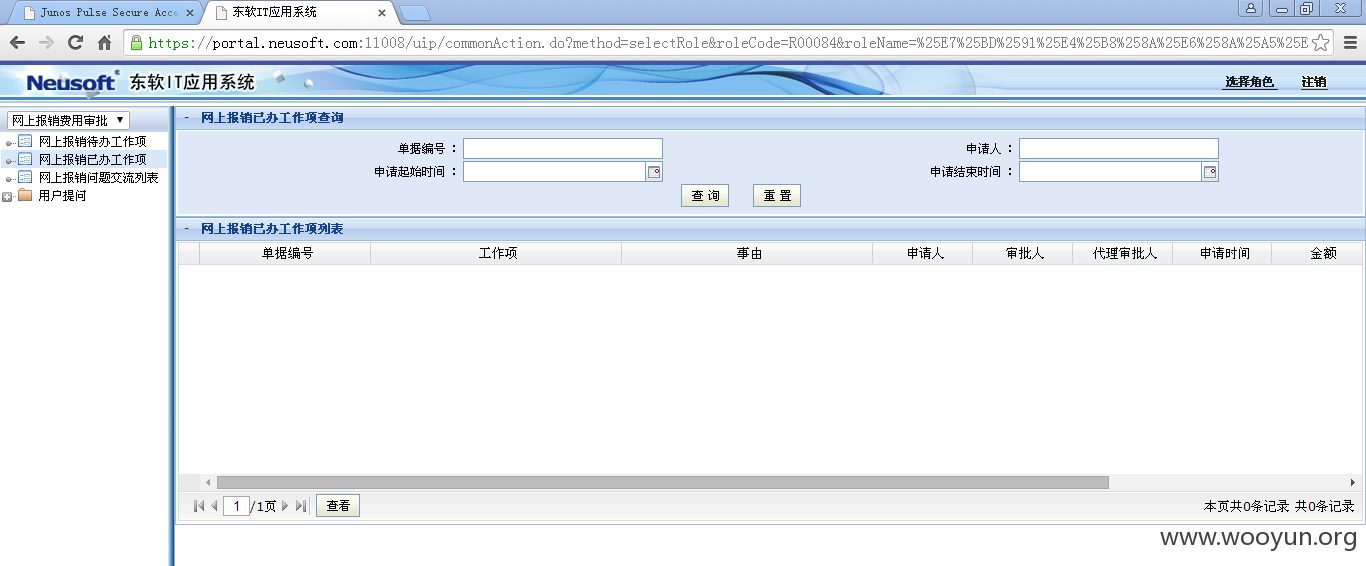 Junos Pulse Secure Acce
东软IT应用系统
https://portal.neusoft.com:11008/uip/commonAction.do?method=selectRole&roleCode=R00084&roleName=%25E7%25BD%2591%25E4%25B8%258A%25E6%258A%25A5%25E
Neusoft 东软IT应用系统
选择角色 注销
网上报销费用审批
网上报销待办工作项
网上报销已办工作项
网上报销问题交流列表
用户提问
- 网上报销已办工作项查询
单据编号：
申请人：
申请起始时间：
申请结束时间：
查 询 重 置
- 网上报销已办工作项列表
单据编号 工作项 事由 申请人 审批人 代理审批人 申请时间 金额
1 /1页 查看
本页共0条记录 共0条记录
www.wooyun.org